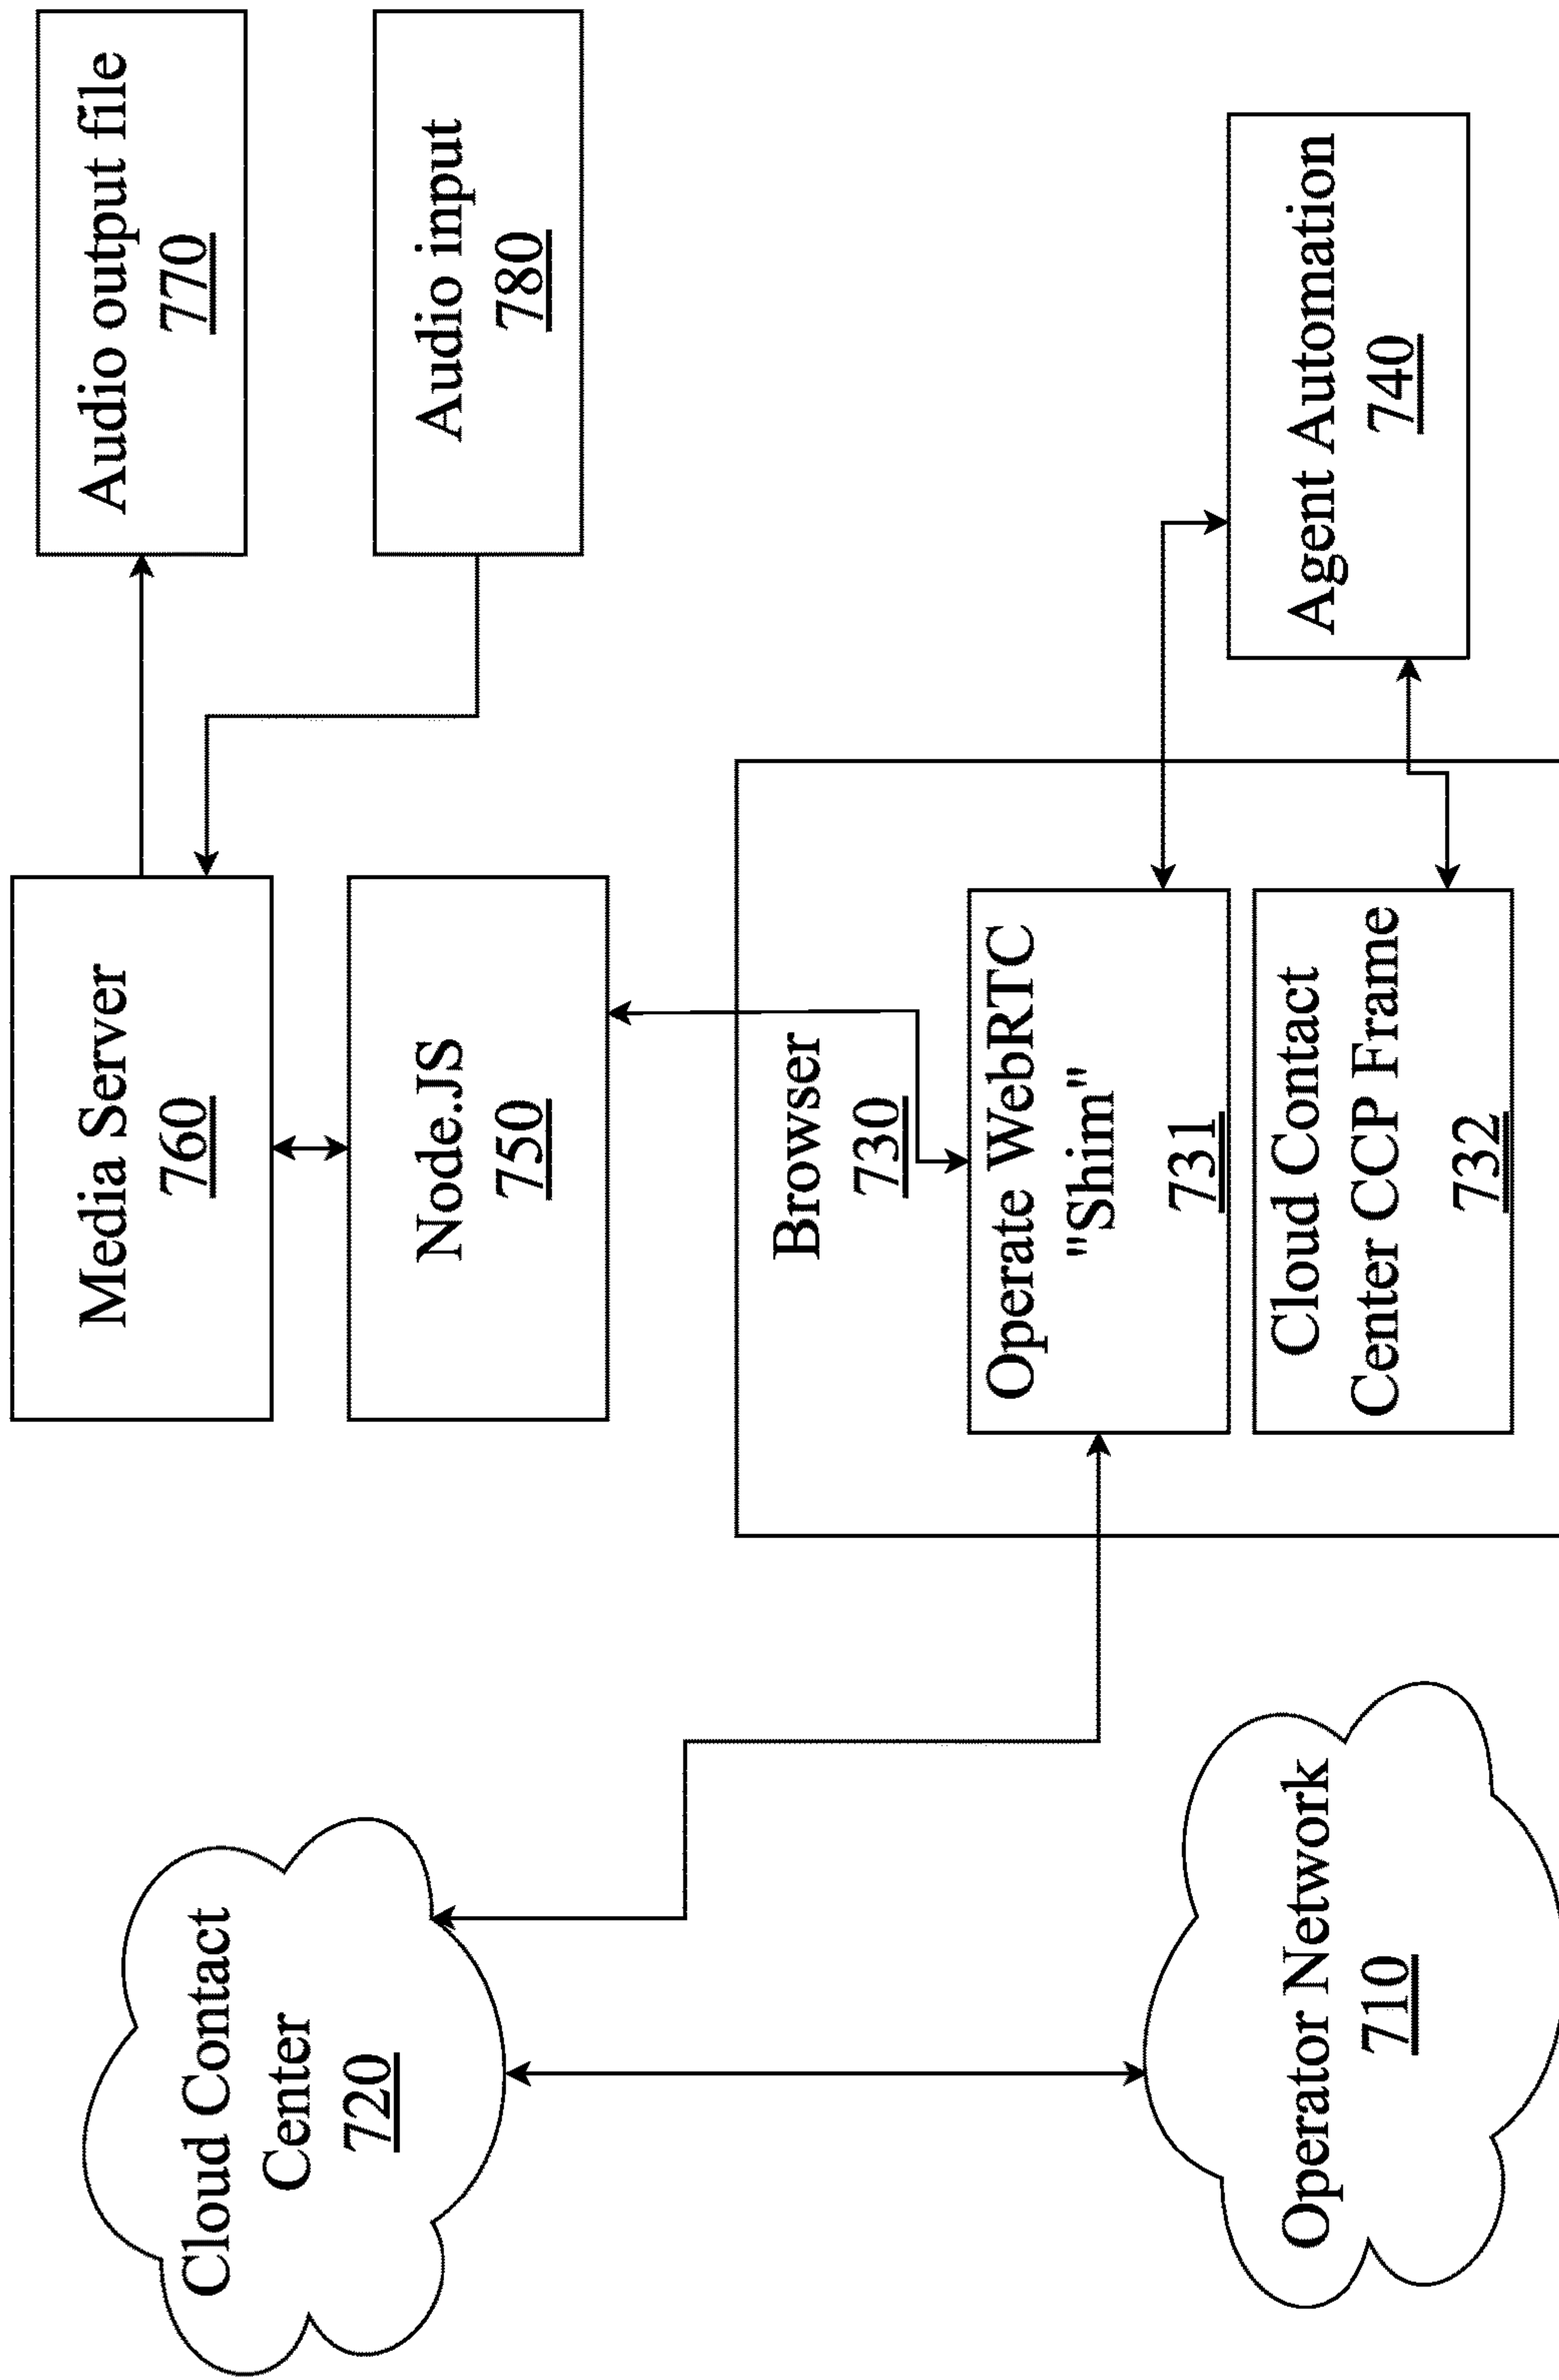 Cloud Contact
Center
720
Operator Network
710
Media Server
760
Node.JS
750
Browser
730
Operate WebRTC
"Shim"
731
Cloud Contact
Center CCP Frame
732
Audio output file
770
Audio input
780
Agent Automation
740